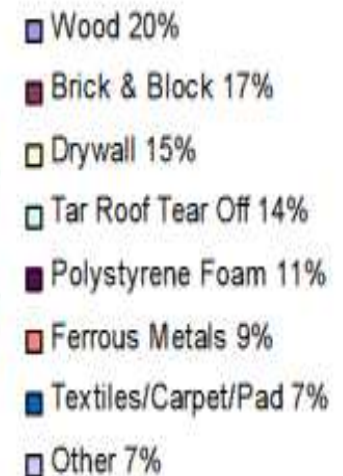 Wood 20%
Brick & Block 17%
Drywall 15%
Tar Roof Tear Off 14%
Polystyrene Foam 11%
Ferrous Metals 9%
Textiles/Carpet/Pad 7%
Other 7%